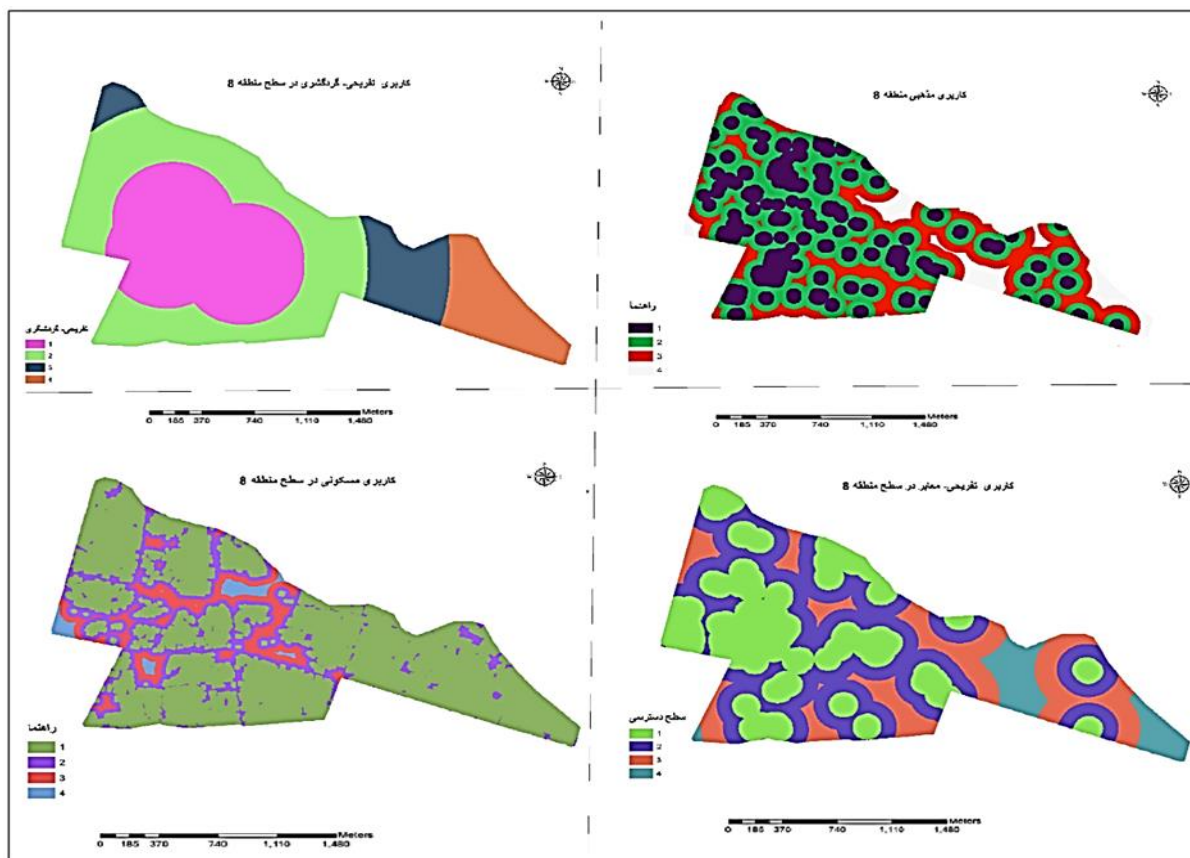 کاربری تفریحی- گردگشری در سطح منطقه 8
تفریحی- گردشگری
1
2
3
4
Meters
0 185 370 740 1,110 1,480
کاربری مذهبی منطقه 8
راهنما
1
2
3
4
Meters
0 185 370 740 1,110 1,480
کاربری مسکونی در سطح منطقه 8
راهنما
1
2
3
4
Meters
0 185 370 740 1,110 1,480
کاربری تفریحی- معابر در سطح منطقه 8
سطح دسترسی
1
2
3
4
Meters
0 185 370 740 1,110 1,480